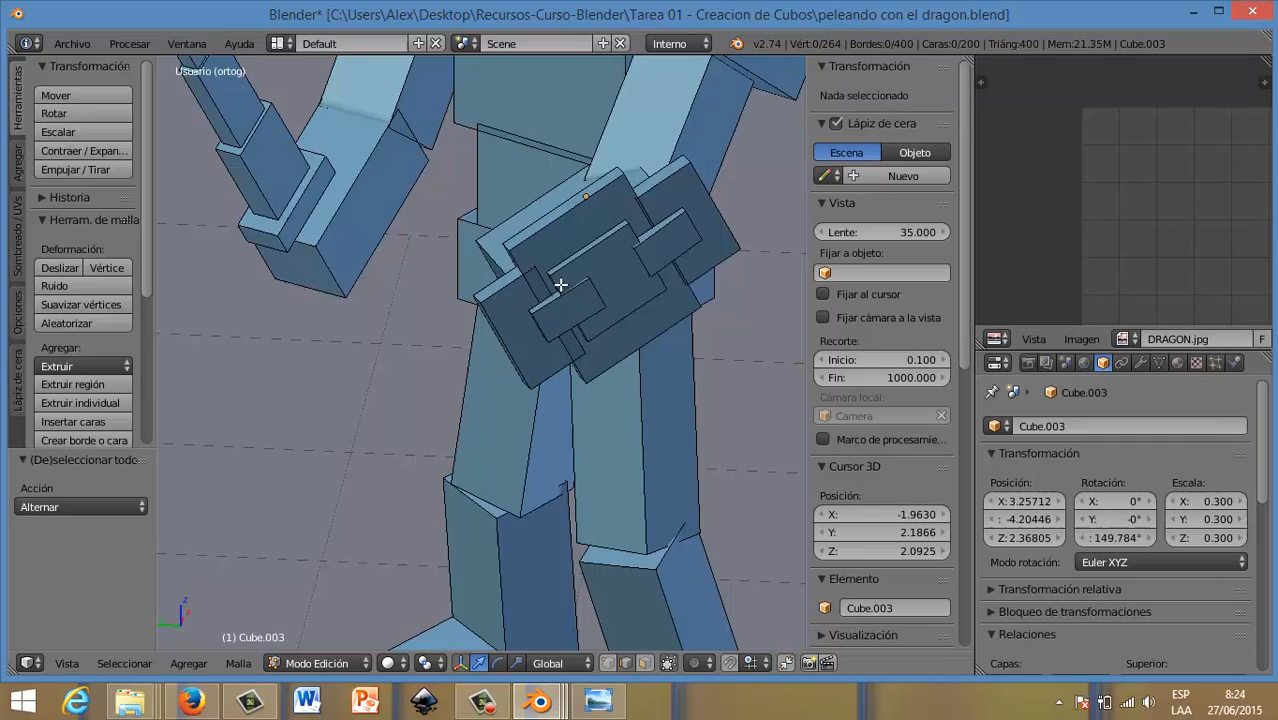 Blender* [C:\Users\Alex\Desktop\Recursos-Curso-Blender\Tarea 01 - Creacion de Cubos\peleando con el dragon.blend]
Archivo Procesar Ventana Ayuda Default Scene Interno v2.74 | Vért:0/264 | Bordes:0/400 | Caras:0/200 | Triáng:400 | Mem:21.35M | Cube.003
Herramientas
Agregar
Sombreado / UVs
Opciones
Lápiz de cera
Transformación
Mover
Rotar
Escalar
Contraer / Expan...
Empujar / Tirar
Historia
Herram. de malla
Deformación:
Deslizar Vértice
Ruido
Suavizar vértices
Aleatorizar
Agregar:
Extruir
Extruir región
Extruir individual
Insertar caras
Crear borde o cara
(De)seleccionar todo
Acción
Alternar
Usuario (ortog)
z
x
(1) Cube.003
Vista Seleccionar Agregar Malla Modo Edición Global
Transformación
Nada seleccionado
Lápiz de cera
Escena Objeto
Nuevo
Vista
Lente: 35.000
Fijar a objeto:
Fijar al cursor
Fijar cámara a la vista
Recorte:
Inicio: 0.100
Fin: 1000.000
Cámara local:
Camera
Marco de procesamie...
Cursor 3D
Posición:
X: -1.9630
Y: 2.1866
Z: 2.0925
Elemento
Cube.003
Visualización
Vista Imagen DRAGON.jpg F
Cube.003
Cube.003
Transformación
Posición: Rotación: Escala:
X: 3.25712 X: 0° X: 0.300
: -4.20446 Y: -0° Y: 0.300
Z: 2.36805 : 149.784° Z: 0.300
Modo rotación: Euler XYZ
Transformación relativa
Bloqueo de transformaciones
Relaciones
Capas: Superior:
ESP
LAA
8:24
27/06/2015